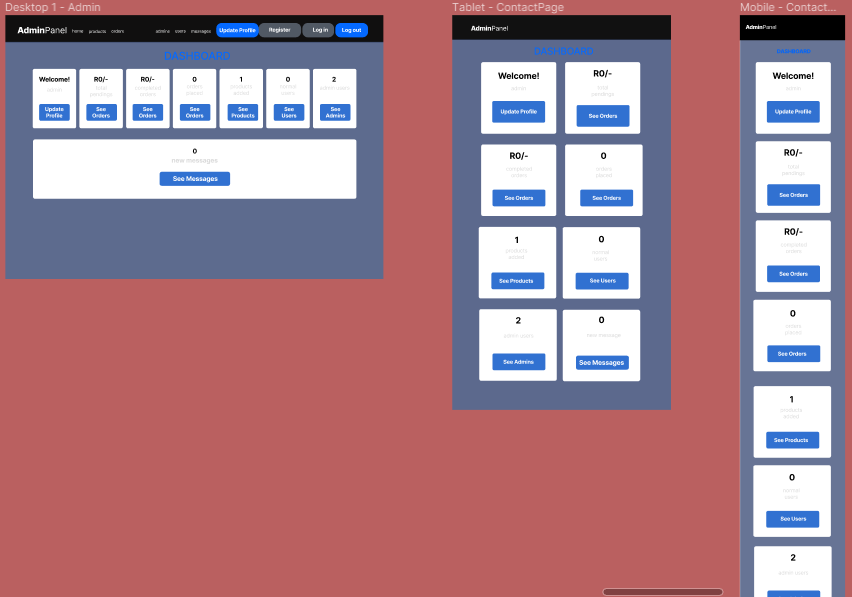 Desktop 1 - Admin
AdminPanel home products orders admins users messages Update Profile Register Log in Log out
DASHBOARD
Welcome!
admin
Update
Profile
R0/-
total
pendings
See
Orders
R0/-
completed
orders
See
Orders
0
orders
placed
See
Orders
1
products
added
See
Products
0
normal
users
See
Users
2
admin users
See
Admins
0
new messages
See Messages
Tablet - ContactPage
AdminPanel
DASHBOARD
Welcome!
admin
Update Profile
R0/-
total
pendings
See Orders
R0/-
completed
orders
See Orders
0
orders
placed
See Orders
1
products
added
See Products
0
normal
users
See Users
2
admin users
See Admins
0
new message
See Messages
Mobile - Contact...
AdminPanel
DASHBOARD
Welcome!
admin
Update Profile
R0/-
total
pendings
See Orders
R0/-
completed
orders
See Orders
0
orders
placed
See Orders
1
products
added
See Products
0
normal
users
See Users
2
admin users